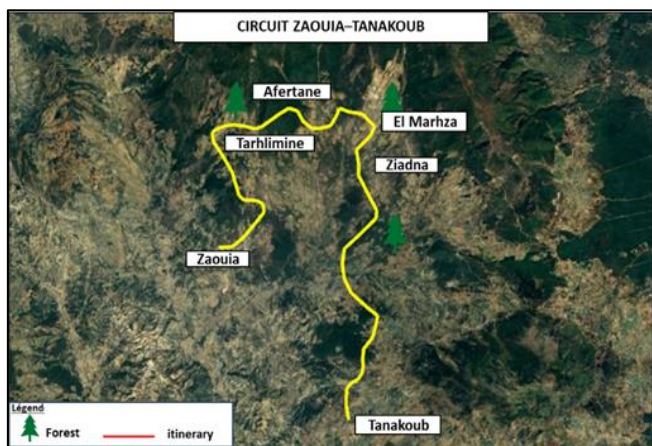 CIRCUIT ZAOUIA–TANAKOUB
Afertane
El Marhza
Tarhlimine
Ziadna
Zaouia
Tanakoub
Légend
Forest itinerary